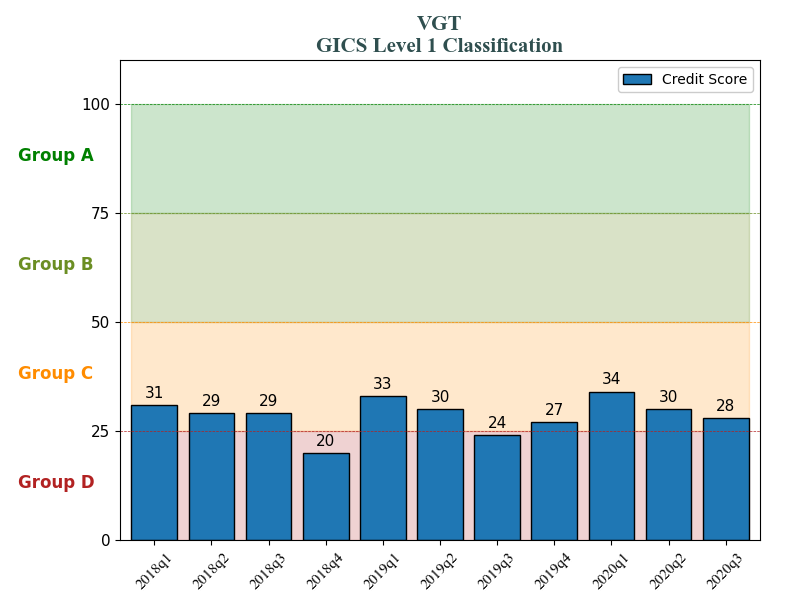 VGT
GICS Level 1 Classification
Credit Score
100
Group A
75
Group B
50
Group C
34
33
31
30
30
29
29
28
27
25
24
20
Group D
0
2018q1
2018q2
2018q3
2018q4
2019q1
2019q2
2019q3
2019q4
2020q1
2020q2
2020q3